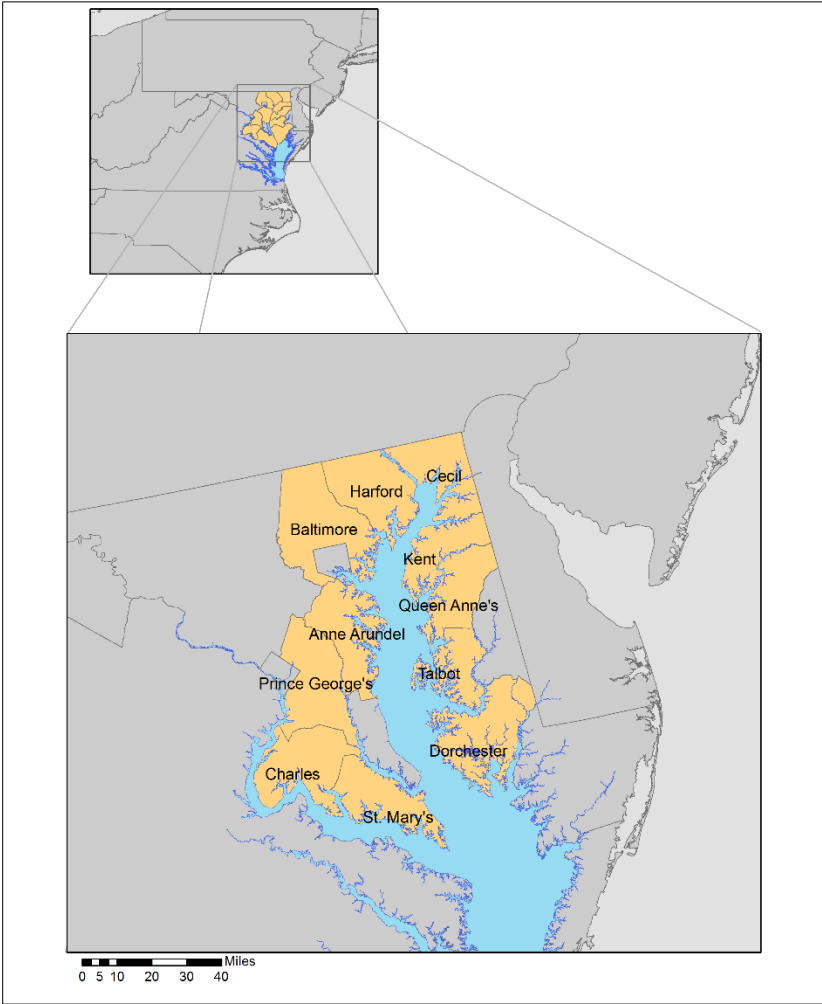 Cecil
Harford
Baltimore
Kent
Queen Anne's
Anne Arundel
Talbot
Prince George's
Dorchester
Charles
St. Mary's
Miles
0 5 10 20 30 40